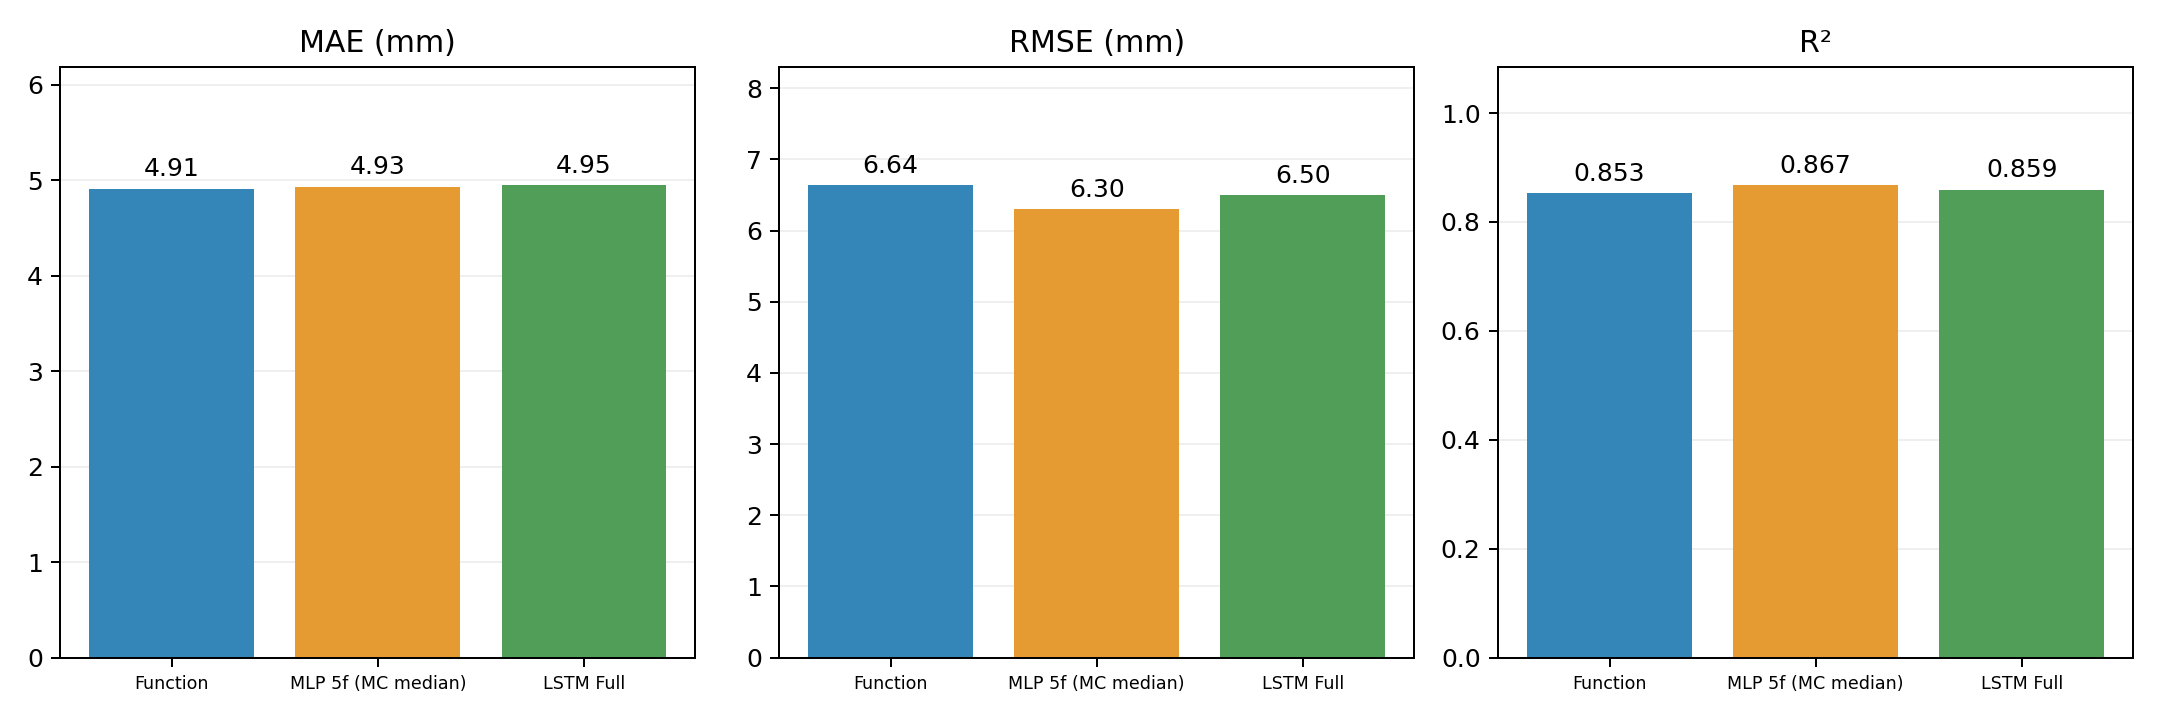 MAE (mm)
6
5
4
3
2
1
0
4.91
4.93
4.95
Function
MLP 5f (MC median)
LSTM Full
RMSE (mm)
8
7
6
5
4
3
2
1
0
6.64
6.30
6.50
Function
MLP 5f (MC median)
LSTM Full
R²
1.0
0.8
0.6
0.4
0.2
0.0
0.853
0.867
0.859
Function
MLP 5f (MC median)
LSTM Full